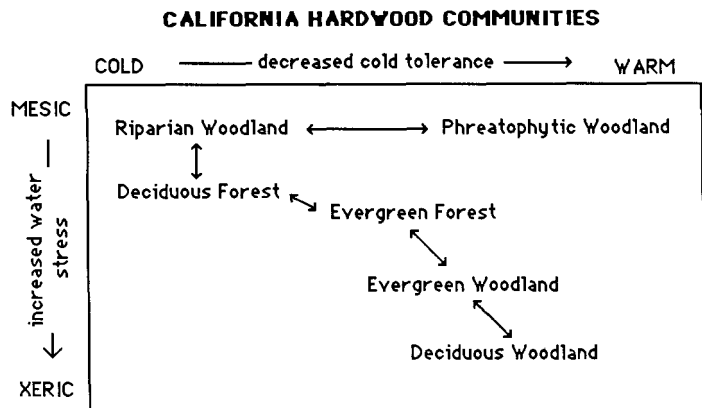 CALIFORNIA HARDWOOD COMMUNITIES
COLD
decreased cold tolerance
WARM
MESIC
Riparian Woodland
Phreatophytic Woodland
Deciduous Forest
Evergreen Forest
increased water
stress
Evergreen Woodland
Deciduous Woodland
XERIC